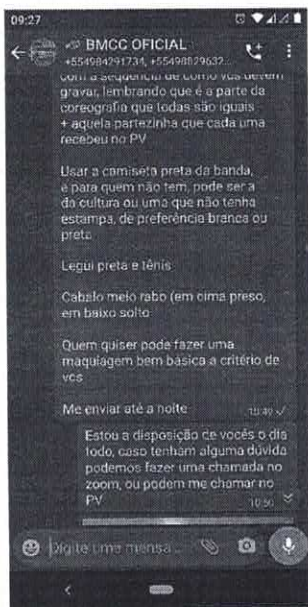 09:27
BMCC OFICIAL
+554984291734, +55498829632...
com a sequencia de como vcs devem
gravar, lembrando que é a parte da
coreografia que todas são iguais
+ aquela partezinha que cada uma
recebeu no PV
Usar a camiseta preta da banda,
e para quem não tem, pode ser a
da cultura ou uma que não tenha
estampa, de preferência branca ou
preta
Legui preta e tênis
Cabalo meio rabo (em cima preso,
em baixo solto
Quem quiser pode fazer uma
maquiagem bem básica a critério de
vcs
Me enviar até a noite
10:49
Estou a disposição de vocês o dia
todo, caso tenham alguma dúvida
podemos fazer uma chamada no
zoom, ou podem me chamar no
PV
10:50
Digite uma mensa...